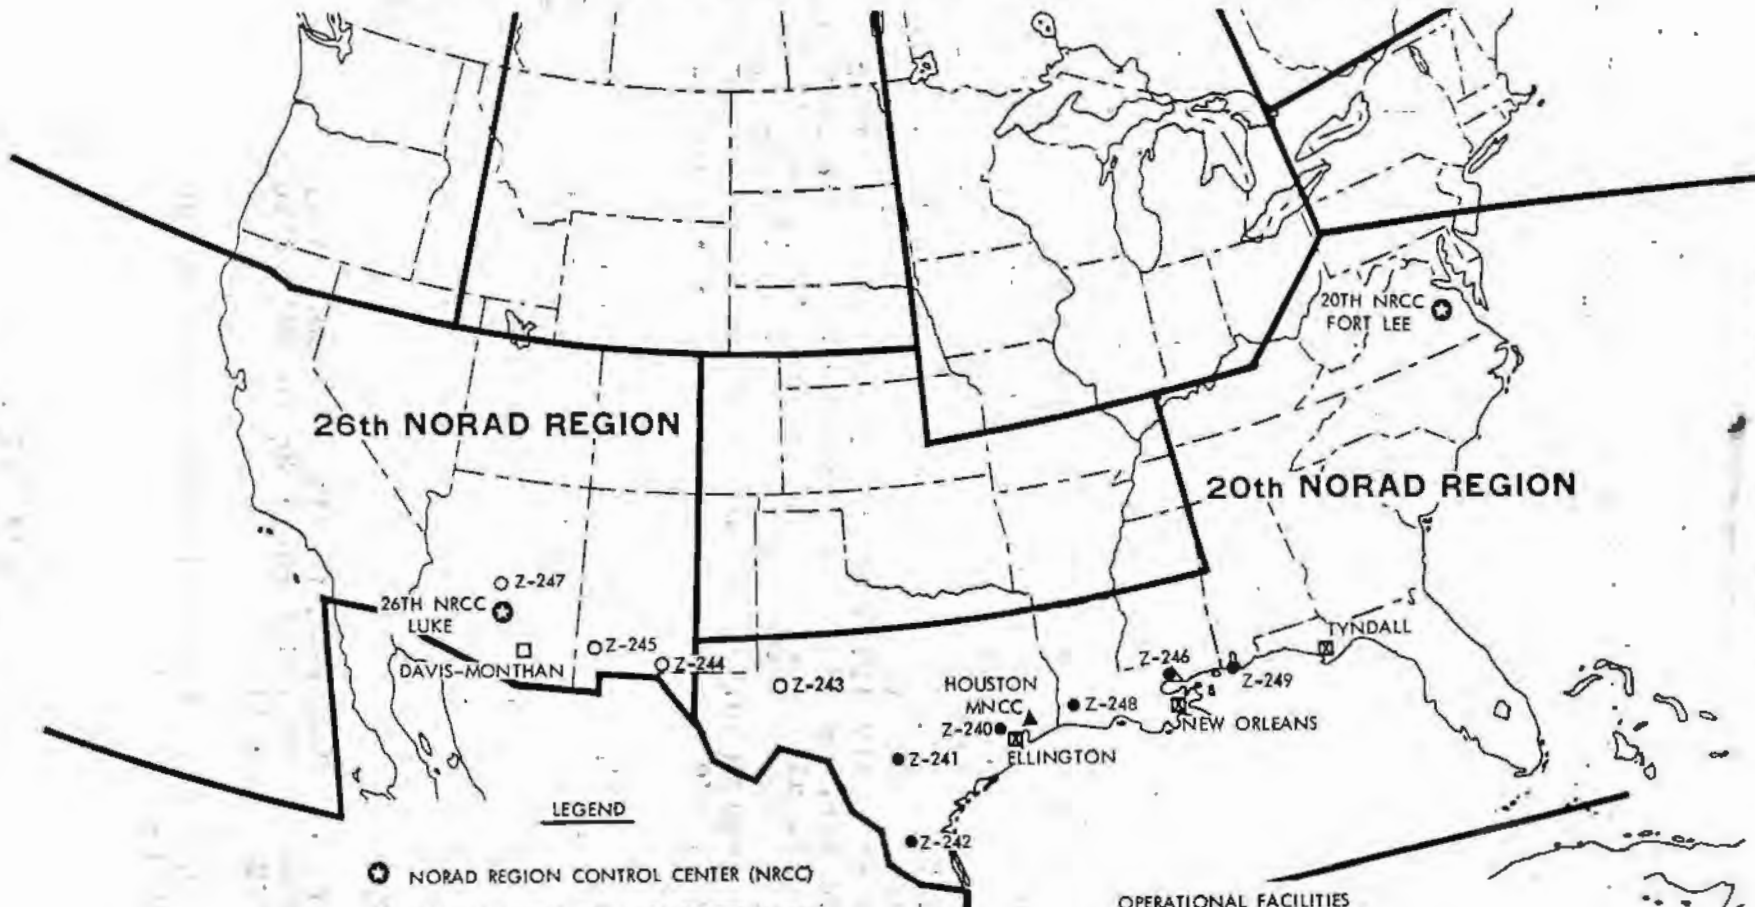 20TH NRCC
FORT LEE
26th NORAD REGION
20th NORAD REGION
Z-247
26TH NRCC
LUKE
Z-245
Z-244
DAVIS-MONTHAN
Z-243
TYNDALL
Z-246
Z-249
HOUSTON
MNCC
Z-248
NEW ORLEANS
Z-240
ELLINGTON
Z-241
Z-242
LEGEND
NORAD REGION CONTROL CENTER (NRCC)
OPERATIONAL FACILITIES